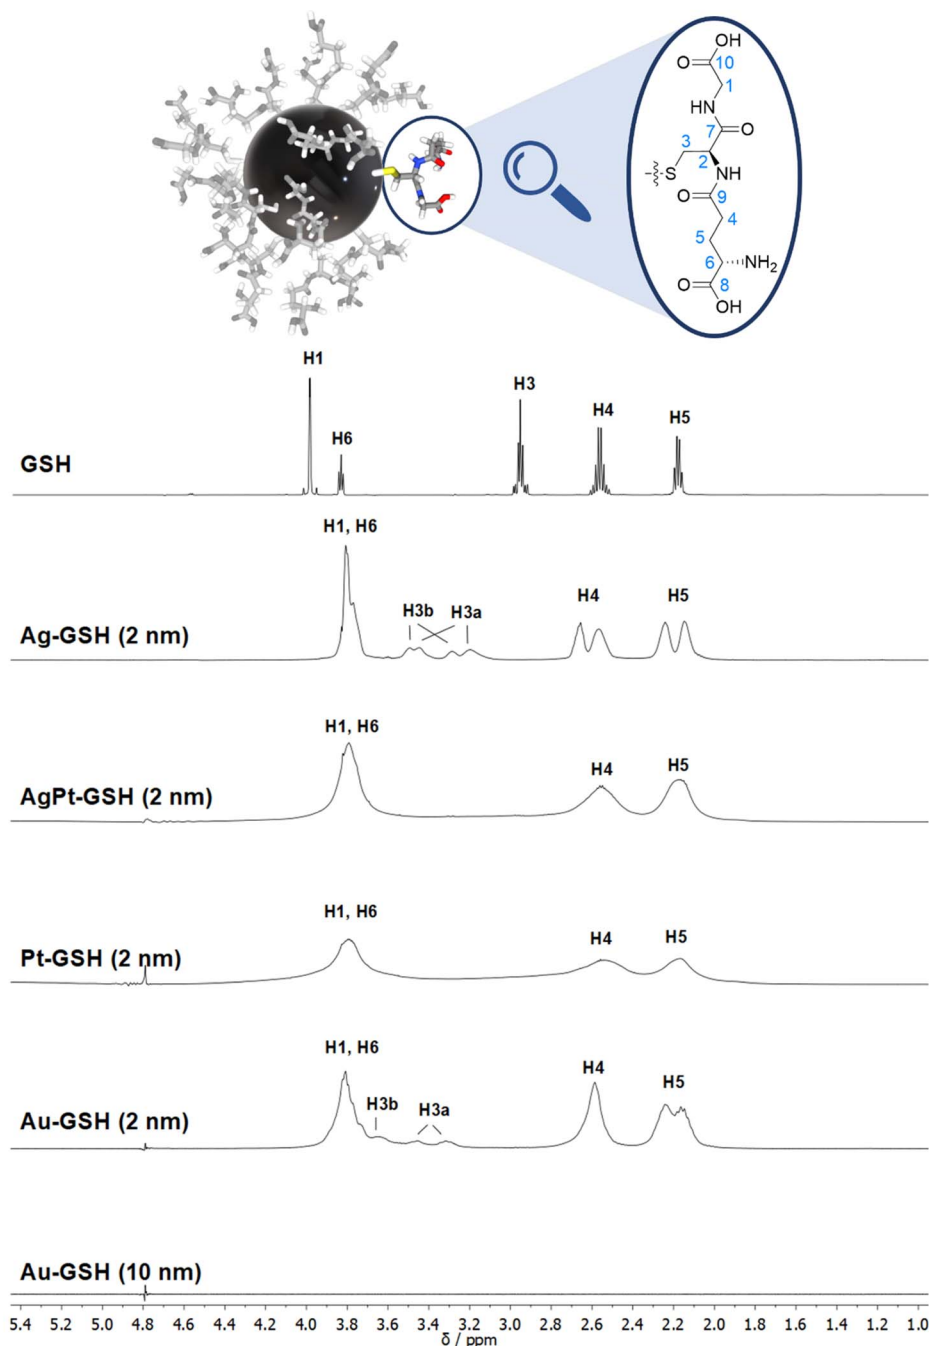 OH
O
10
1
NH
7
O
3
2
S
NH
O
9
4
5
6
NH2
8
O
OH
H1
H6
H3
H4
H5
GSH
H1, H6
H3b
H3a
H4
H5
Ag-GSH (2 nm)
H1, H6
H4
H5
AgPt-GSH (2 nm)
H1, H6
H4
H5
Pt-GSH (2 nm)
H1, H6
H3b
H3a
H4
H5
Au-GSH (2 nm)
Au-GSH (10 nm)
5.4 5.2 5.0 4.8 4.6 4.4 4.2 4.0 3.8 3.6 3.4 3.2 3.0 2.8 2.6 2.4 2.2 2.0 1.8 1.6 1.4 1.2 1.0
δ / ppm